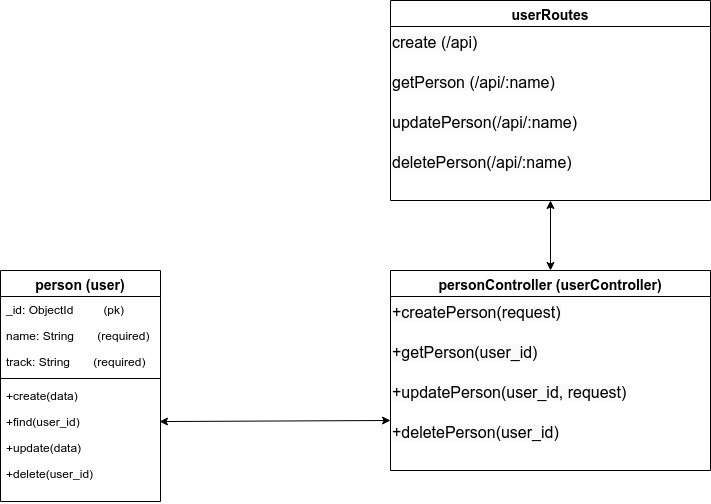 userRoutes
create (/api)
getPerson (/api/:name)
updatePerson(/api/:name)
deletePerson(/api/:name)
person (user)
_id: ObjectId (pk)
name: String (required)
track: String (required)
+create(data)
+find(user_id)
+update(data)
+delete(user_id)
personController (userController)
+createPerson(request)
+getPerson(user_id)
+updatePerson(user_id, request)
+deletePerson(user_id)